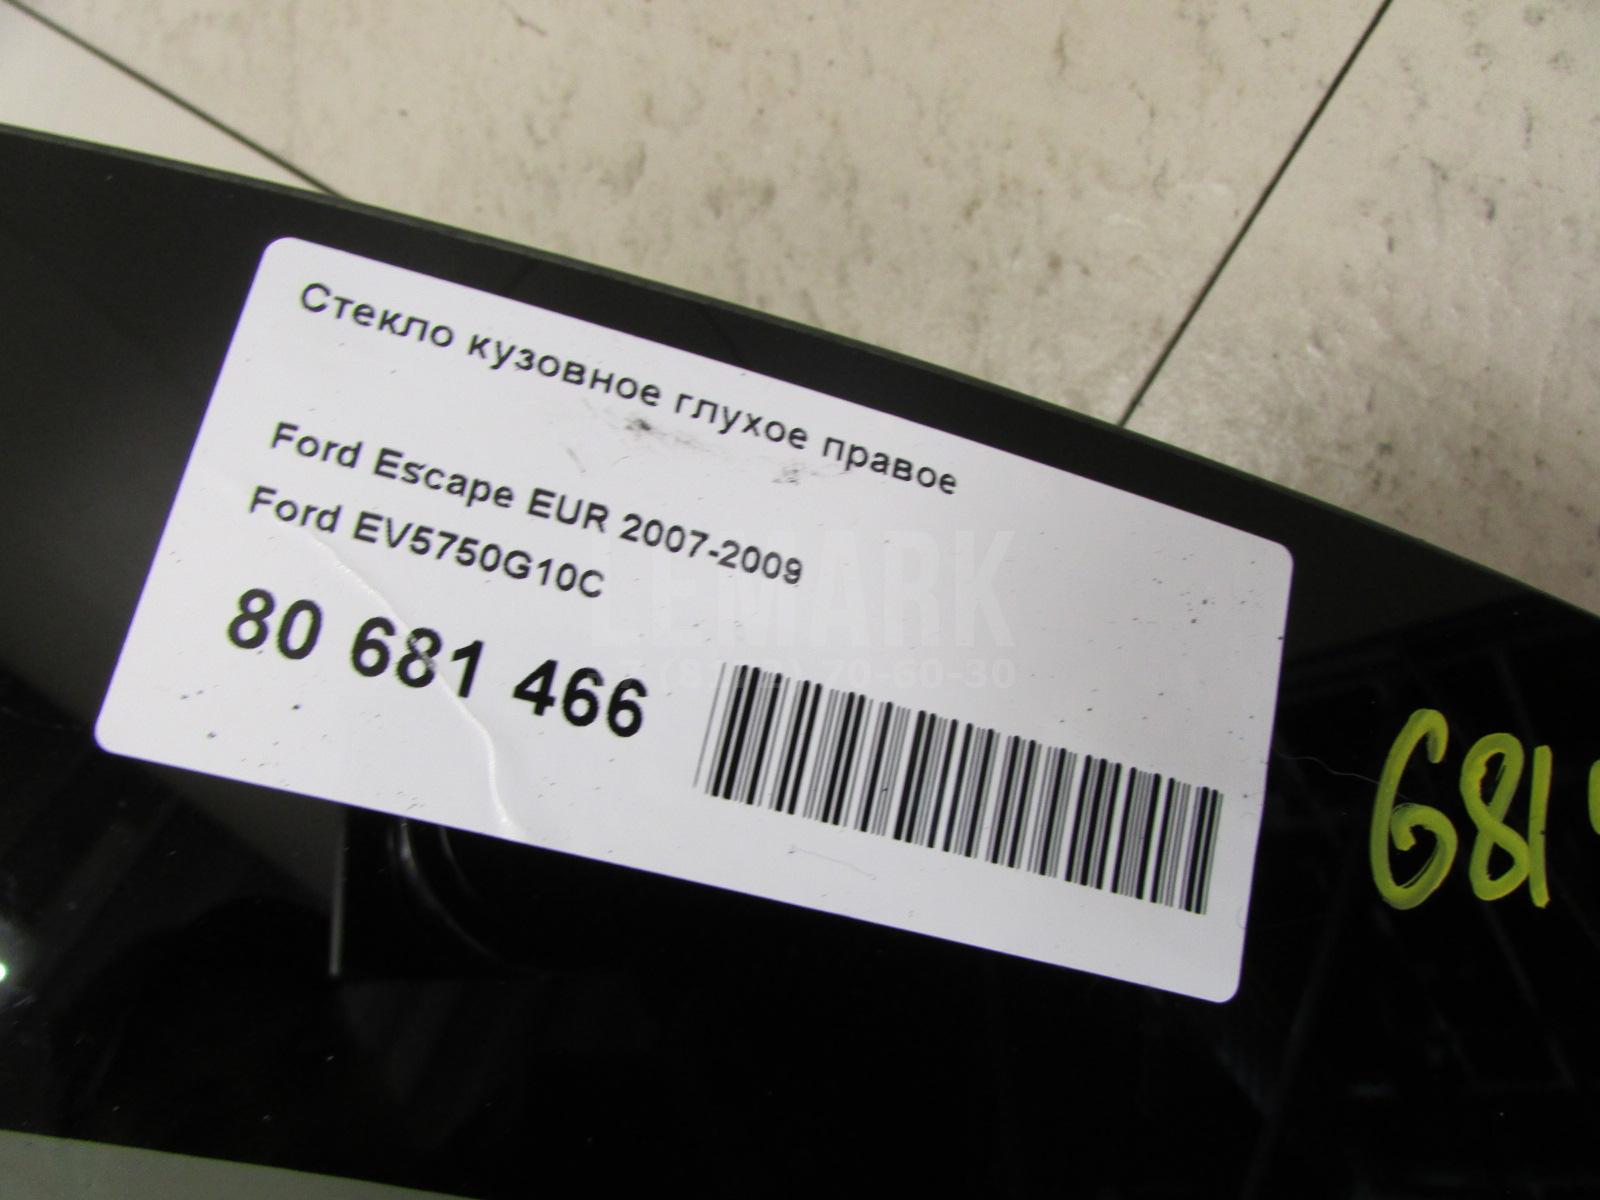 Стекло кузовное глухое правое
Ford Escape EUR 2007-2009
Ford EV5750G10C
80 681 466
LEMARK
70-60-30
681